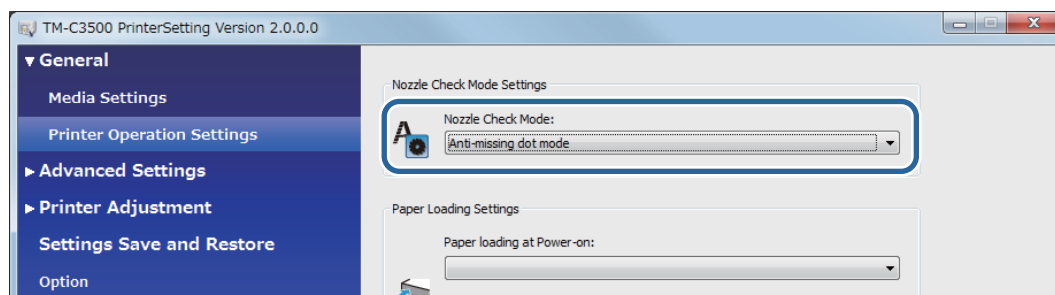 TM-C3500 PrinterSetting Version 2.0.0.0
▼ General
Media Settings
Printer Operation Settings
▶ Advanced Settings
▶ Printer Adjustment
Settings Save and Restore
Option
Nozzle Check Mode Settings
Nozzle Check Mode:
Anti-missing dot mode
Paper Loading Settings
Paper loading at Power-on: